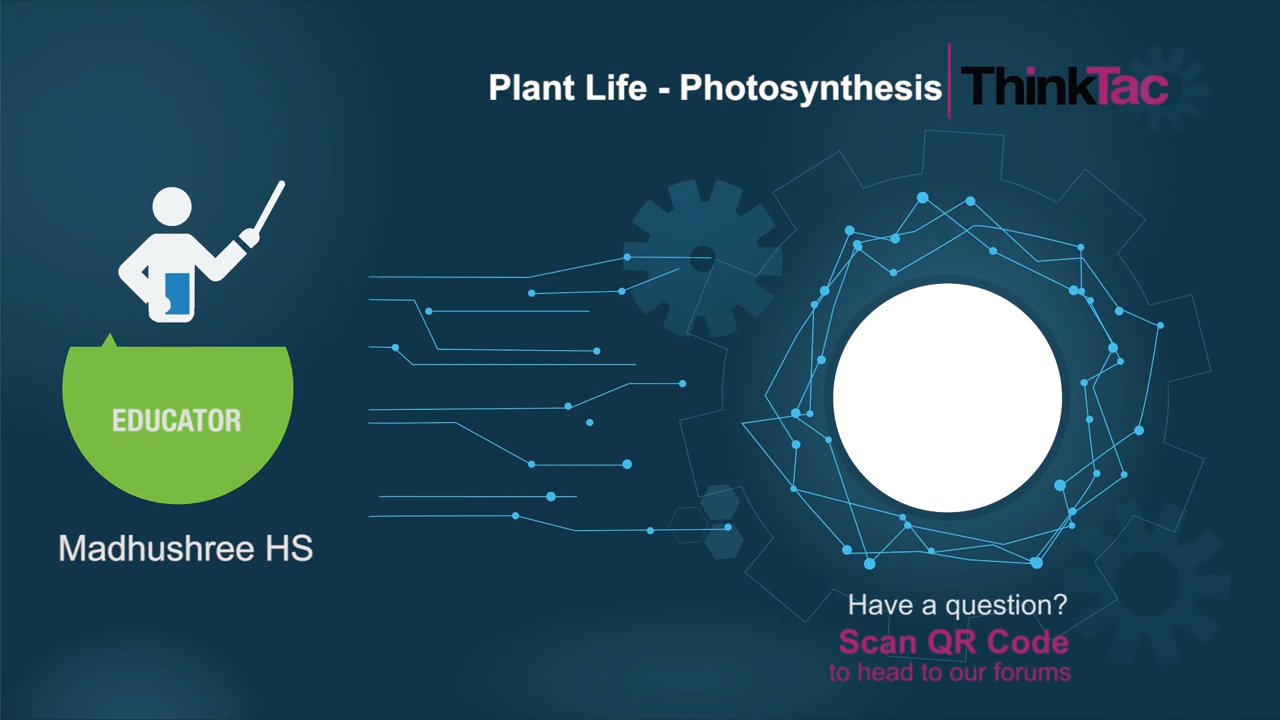 Plant Life - Photosynthesis
ThinkTac
EDUCATOR
Madhushree HS
Have a question?
Scan QR Code
to head to our forums